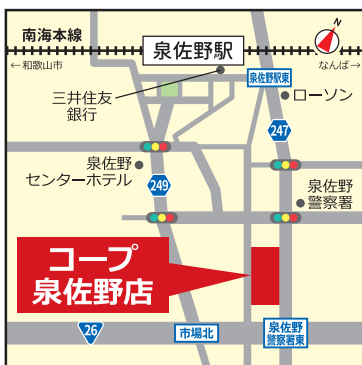 南海本線
N
泉佐野駅
←和歌山市
なんば→
泉佐野駅東
三井住友
銀行
ローソン
247
泉佐野
センターホテル
249
泉佐野
警察署
コープ
泉佐野店
26
市場北
泉佐野
警察署東